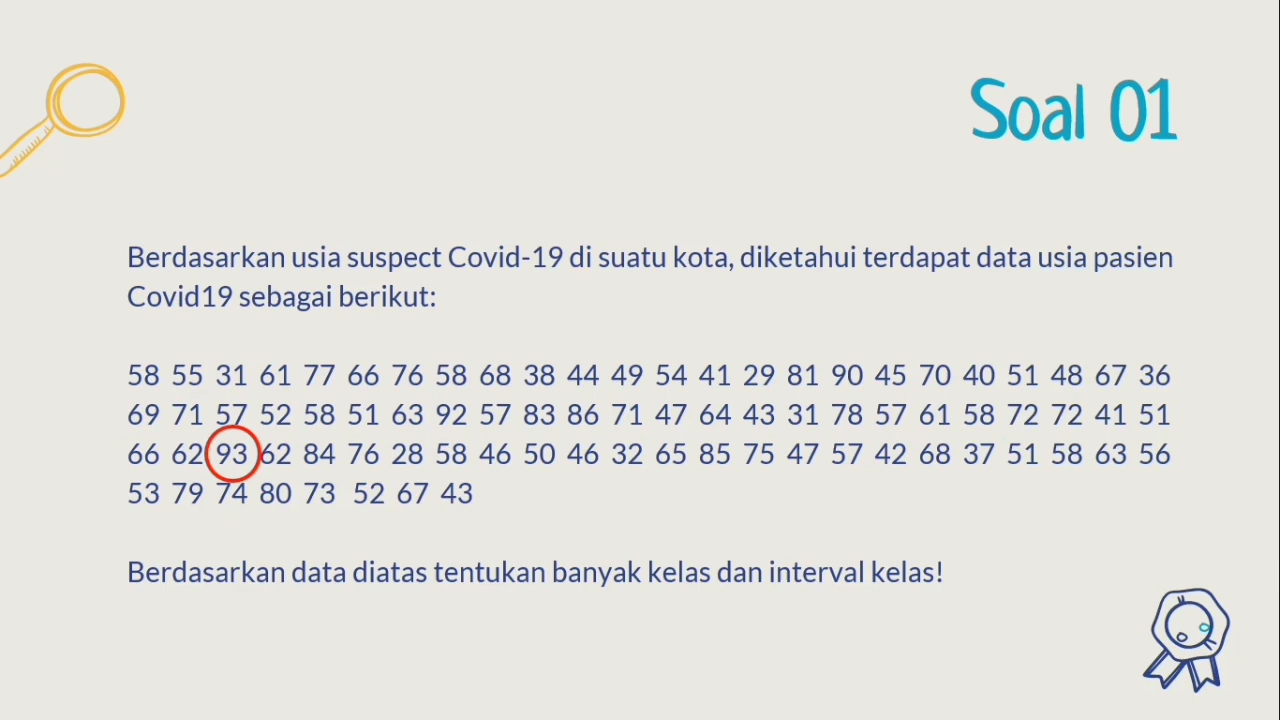 Soal 01
Berdasarkan usia suspect Covid-19 di suatu kota, diketahui terdapat data usia pasien
Covid19 sebagai berikut:
58 55 31 61 77 66 76 58 68 38 44 49 54 41 29 81 90 45 70 40 51 48 67 36
69 71 57 52 58 51 63 92 57 83 86 71 47 64 43 31 78 57 61 58 72 72 41 51
66 62 93 62 84 76 28 58 46 50 46 32 65 85 75 47 57 42 68 37 51 58 63 56
53 79 74 80 73 52 67 43
Berdasarkan data diatas tentukan banyak kelas dan interval kelas!